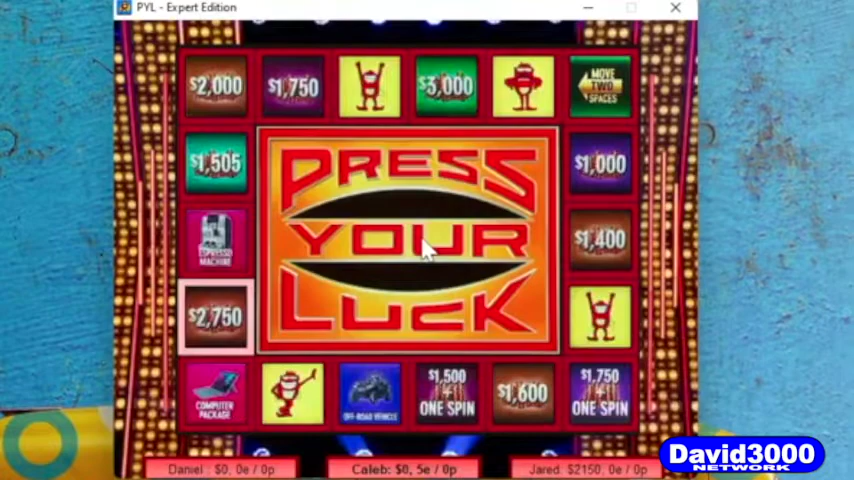 PYL - Expert Edition
$2,000
$1,750
$3,000
MOVE
TWO
SPACES
$1,505
$1,000
PRESS
YOUR
LUCK
ESPRESSO
MACHINE
$1,400
$2,750
COMPUTER
PACKAGE
OFF-ROAD VEHICLE
$1,500
+
ONE SPIN
$1,600
$1,750
+
ONE SPIN
Daniel : $0, 0e / 0p
Caleb: $0, 5e / 0p
Jared: $2150, 0e / 0p
David3000
NETWORK